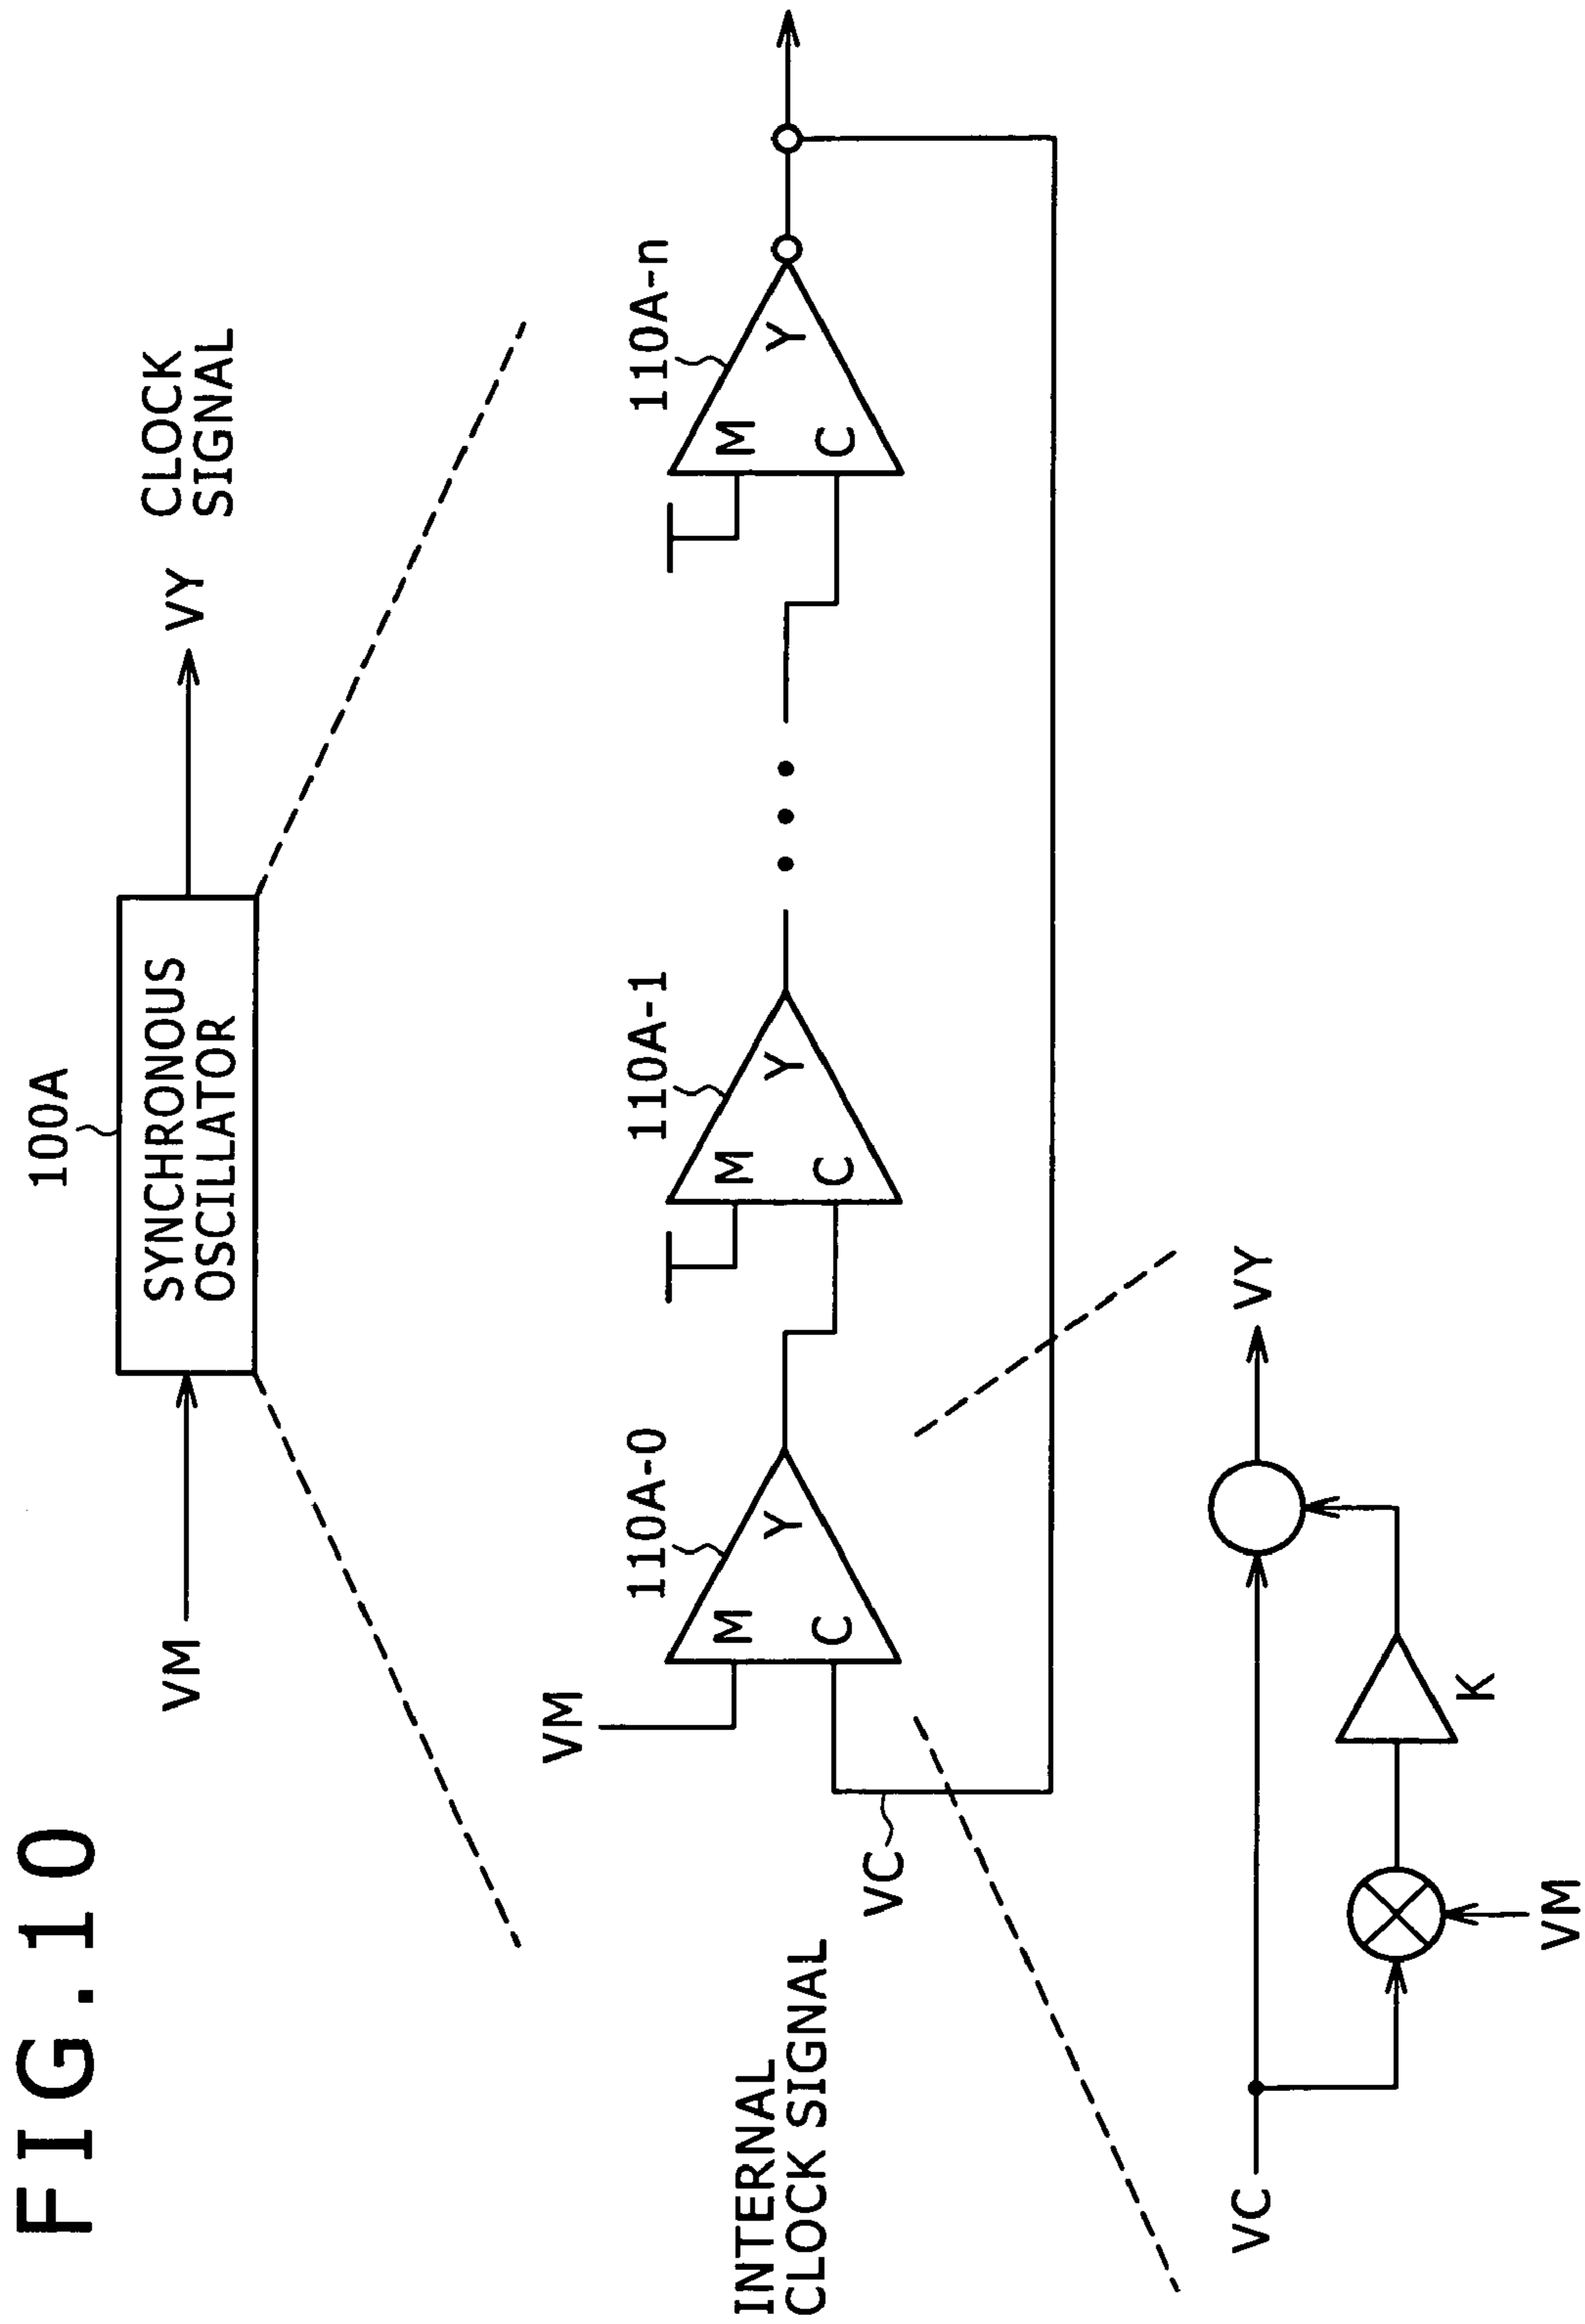 FIG.10
100A
VM
SYNCHRONOUS
OSCILLATOR
VY
CLOCK
SIGNAL
VM
110A-0
M
C
Y
110A-1
M
C
Y
110A-n
M
C
Y
INTERNAL
CLOCK SIGNAL
VC
VC
VM
K
VY